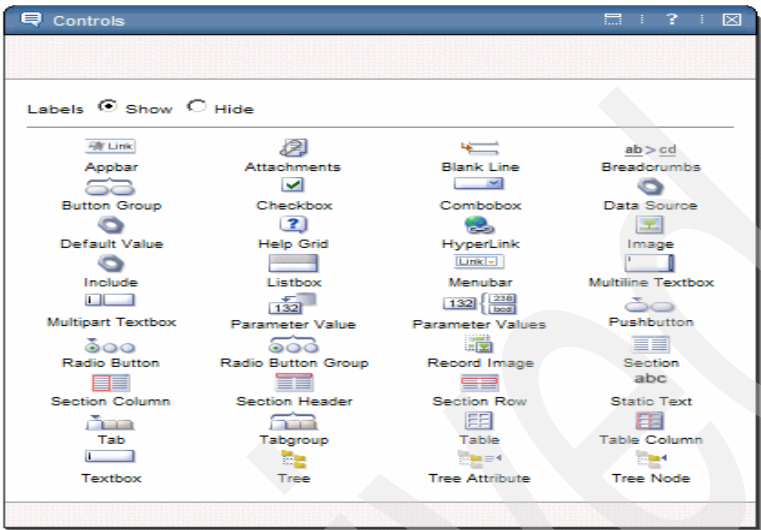 Controls
?
Labels Show Hide
Link
ab > cd
Appbar Attachments Blank Line Breadcrumbs
Button Group Checkbox Combobox Data Source
?
Default Value Help Grid HyperLink Image
Link
Include Listbox Menubar Multiline Textbox
132 132
Multipart Textbox Parameter Value Parameter Values Pushbutton
Radio Button Radio Button Group Record Image Section
abc
Section Column Section Header Section Row Static Text
Tab Tabgroup Table Table Column
Textbox Tree Tree Attribute Tree Node